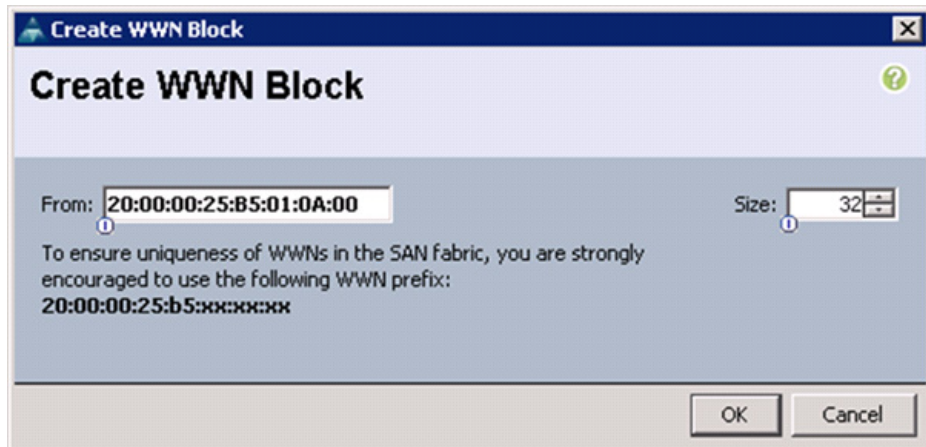 Create WWN Block
Create WWN Block
From: 20:00:00:25:B5:01:0A:00 Size: 32
To ensure uniqueness of WWNs in the SAN fabric, you are strongly
encouraged to use the following WWN prefix:
20:00:00:25:b5:xx:xx:xx
OK Cancel